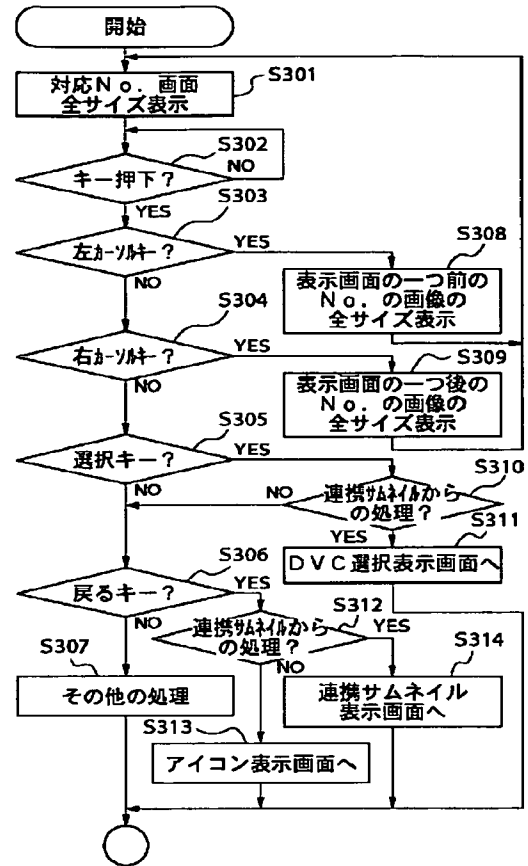 開始
S301
対応No．画面
全サイズ表示
S302
キー押下？
NO
YES
S303
左ｶｰｿﾙｷｰ？
YES
NO
S308
表示画面の一つ前の
No．の画像の
全サイズ表示
S304
右ｶｰｿﾙｷｰ？
YES
NO
S309
表示画面の一つ後の
No．の画像の
全サイズ表示
S305
選択キー？
YES
NO
S310
連携ｻﾑﾈｲﾙから
の処理？
NO
YES
S311
DVC選択表示画面へ
S306
戻るキー？
YES
NO
S312
連携ｻﾑﾈｲﾙから
の処理？
YES
NO
S307
その他の処理
S314
連携サムネイル
表示画面へ
S313
アイコン表示画面へ